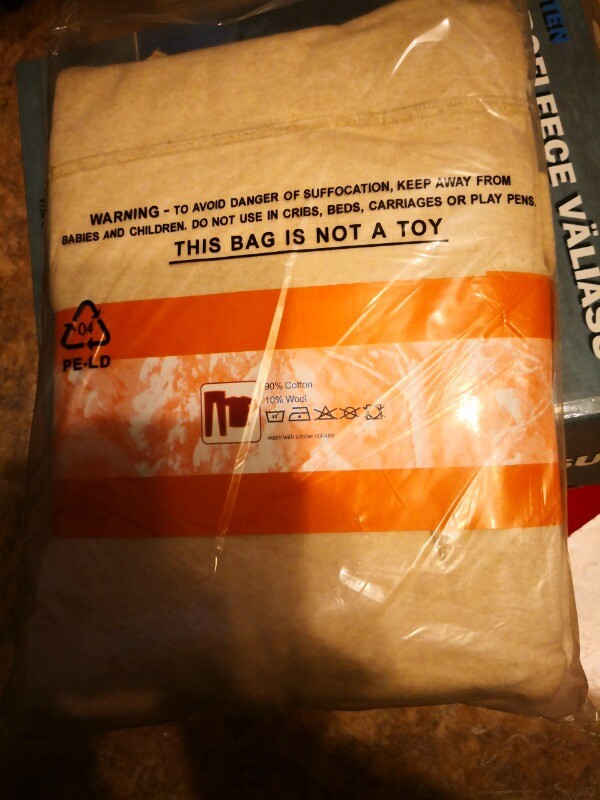 WARNING - TO AVOID DANGER OF SUFFOCATION, KEEP AWAY FROM
BABIES AND CHILDREN. DO NOT USE IN CRIBS, BEDS, CARRIAGES OR PLAY PENS.
THIS BAG IS NOT A TOY
04
PE-LD
90% Cotton
10% Wool
wash with similar colours
FLEECE VÄLIASU